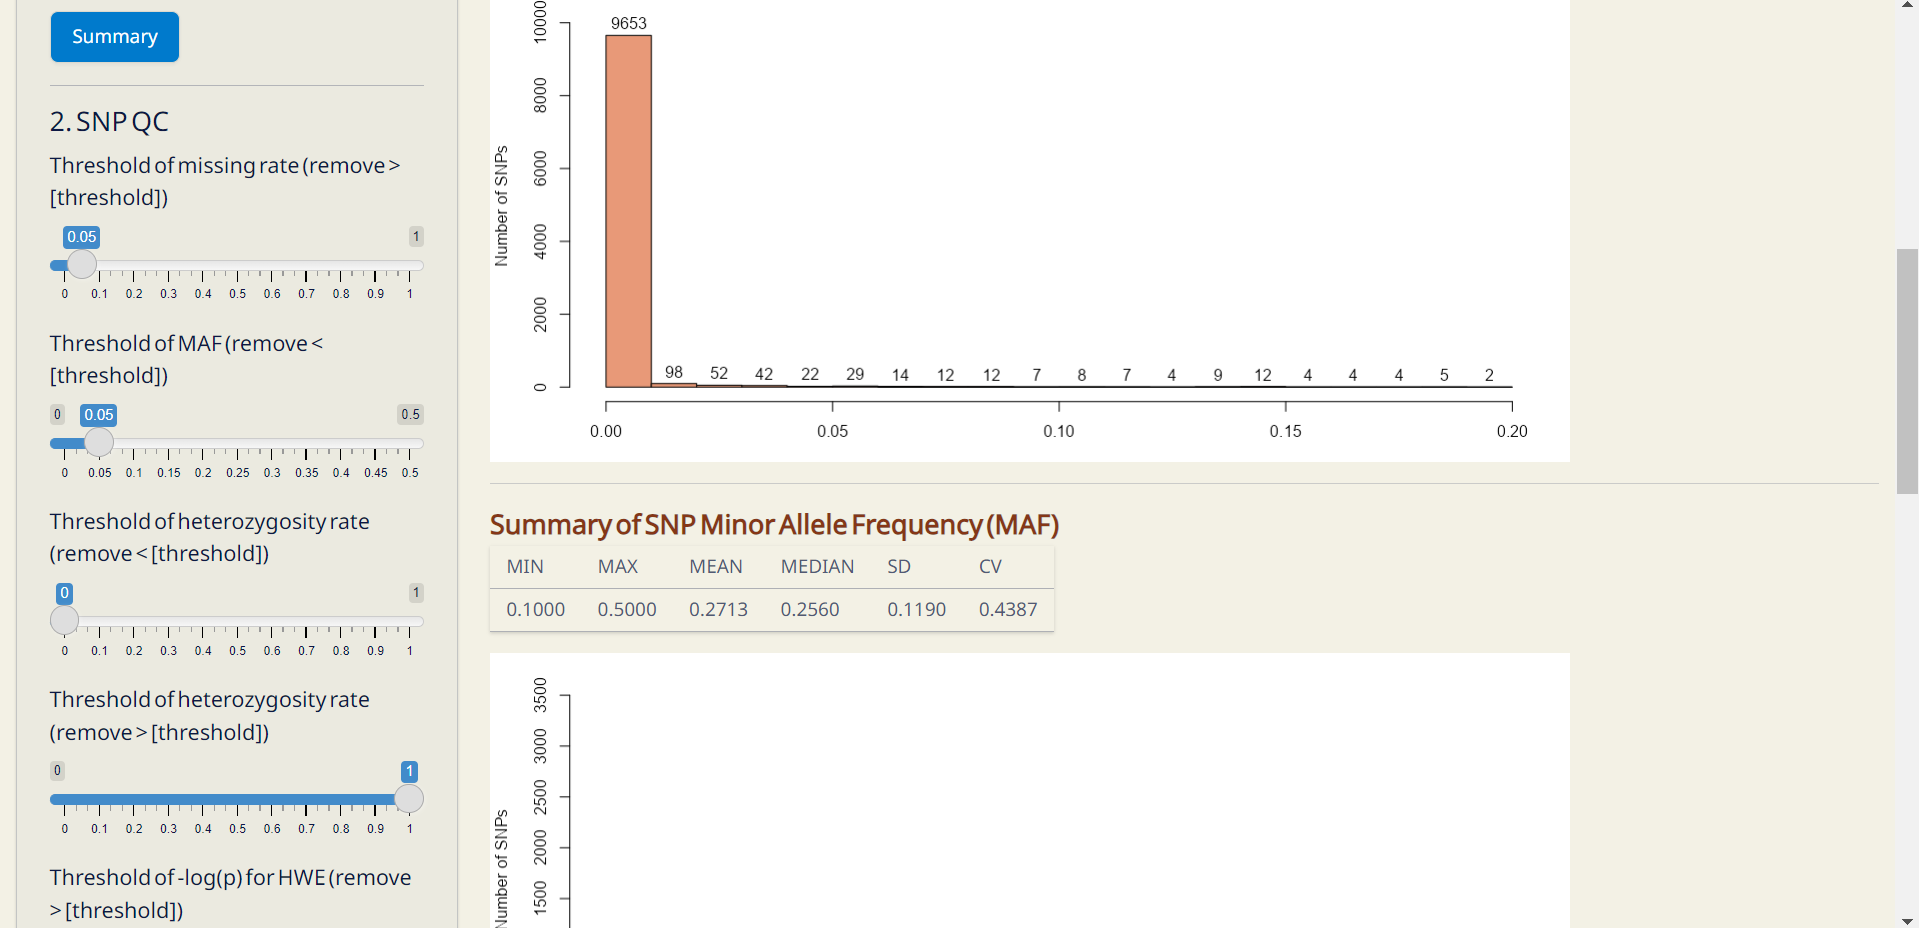 Summary
2. SNP QC
Threshold of missing rate (remove >
[threshold])
0.05 1
0 0.1 0.2 0.3 0.4 0.5 0.6 0.7 0.8 0.9 1
Threshold of MAF (remove <
[threshold])
0 0.05 0.5
0 0.05 0.1 0.15 0.2 0.25 0.3 0.35 0.4 0.45 0.5
Threshold of heterozygosity rate
(remove < [threshold])
0 1
0 0.1 0.2 0.3 0.4 0.5 0.6 0.7 0.8 0.9 1
Threshold of heterozygosity rate
(remove > [threshold])
0 1
0 0.1 0.2 0.3 0.4 0.5 0.6 0.7 0.8 0.9 1
Threshold of -log(p) for HWE (remove
> [threshold])
Number of SNPs
10000
8000
6000
4000
2000
0
9653 98 52 42 22 29 14 12 12 7 8 7 4 9 12 4 4 4 5 2
0.00 0.05 0.10 0.15 0.20
Summary of SNP Minor Allele Frequency (MAF)
MIN MAX MEAN MEDIAN SD CV
0.1000 0.5000 0.2713 0.2560 0.1190 0.4387
Number of SNPs
3500
3000
2500
2000
1500